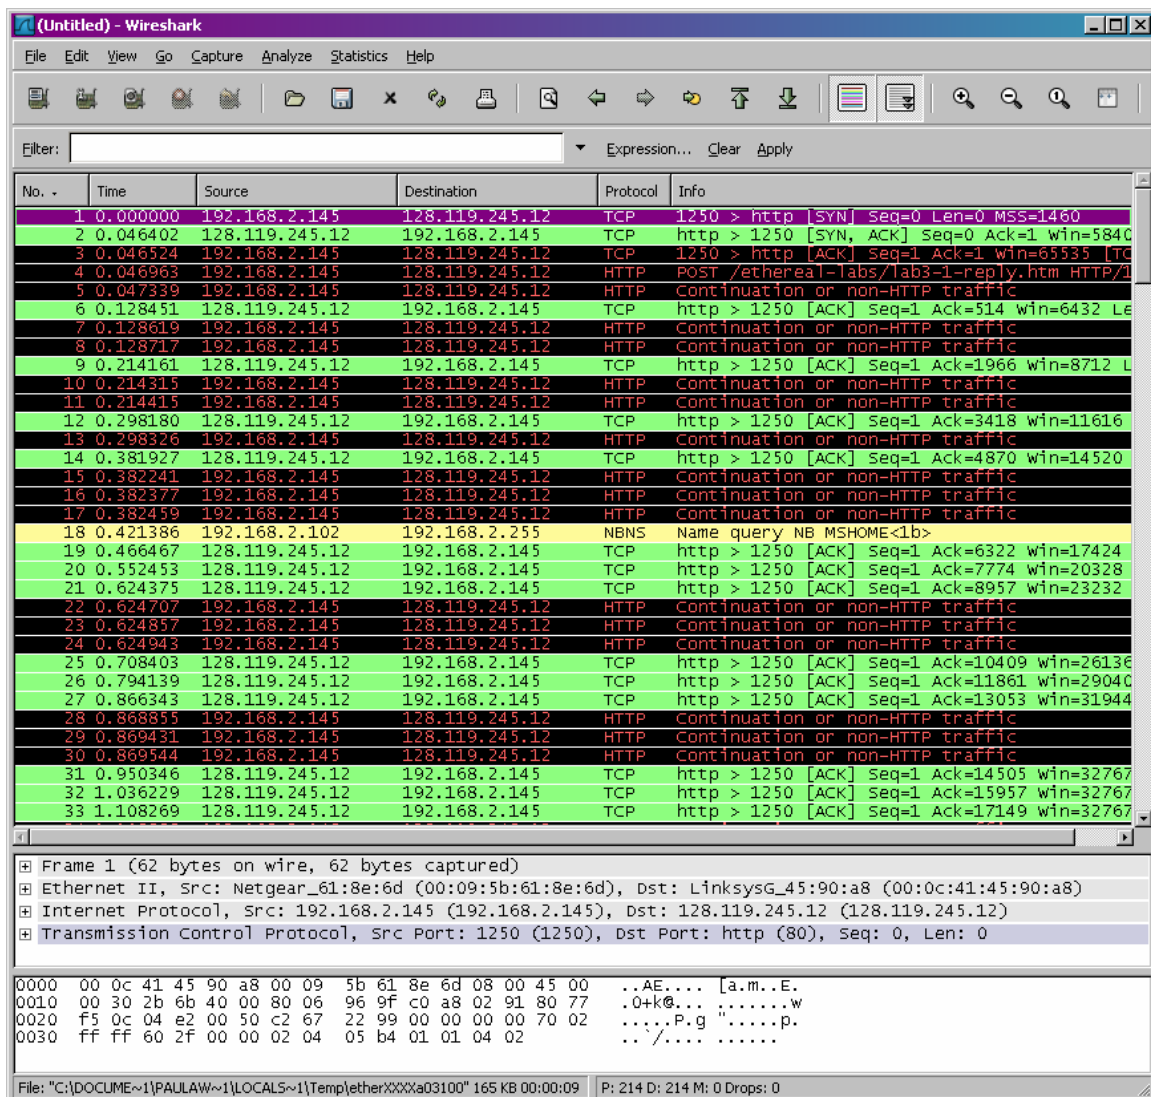 (Untitled) - Wireshark
File Edit View Go Capture Analyze Statistics Help
Filter: Expression... Clear Apply
No. - Time Source Destination Protocol Info
1 0.000000 192.168.2.145 128.119.245.12 TCP 1250 > http [SYN] Seq=0 Len=0 MSS=1460
2 0.046402 128.119.245.12 192.168.2.145 TCP http > 1250 [SYN, ACK] Seq=0 Ack=1 Win=5840
3 0.046524 192.168.2.145 128.119.245.12 TCP 1250 > http [ACK] Seq=1 Ack=1 Win=65535 [TC
4 0.046963 192.168.2.145 128.119.245.12 HTTP POST /ethereal-labs/lab3-1-reply.htm HTTP/1
5 0.047339 192.168.2.145 128.119.245.12 HTTP Continuation or non-HTTP traffic
6 0.128451 128.119.245.12 192.168.2.145 TCP http > 1250 [ACK] Seq=1 Ack=514 Win=6432 Le
7 0.128619 192.168.2.145 128.119.245.12 HTTP Continuation or non-HTTP traffic
8 0.128717 192.168.2.145 128.119.245.12 HTTP Continuation or non-HTTP traffic
9 0.214161 128.119.245.12 192.168.2.145 TCP http > 1250 [ACK] Seq=1 Ack=1966 Win=8712 L
10 0.214315 192.168.2.145 128.119.245.12 HTTP Continuation or non-HTTP traffic
11 0.214415 192.168.2.145 128.119.245.12 HTTP Continuation or non-HTTP traffic
12 0.298180 128.119.245.12 192.168.2.145 TCP http > 1250 [ACK] Seq=1 Ack=3418 Win=11616
13 0.298326 192.168.2.145 128.119.245.12 HTTP Continuation or non-HTTP traffic
14 0.381927 128.119.245.12 192.168.2.145 TCP http > 1250 [ACK] Seq=1 Ack=4870 Win=14520
15 0.382241 192.168.2.145 128.119.245.12 HTTP Continuation or non-HTTP traffic
16 0.382377 192.168.2.145 128.119.245.12 HTTP Continuation or non-HTTP traffic
17 0.382459 192.168.2.145 128.119.245.12 HTTP Continuation or non-HTTP traffic
18 0.421386 192.168.2.102 192.168.2.255 NBNS Name query NB MSHOME<1b>
19 0.466467 128.119.245.12 192.168.2.145 TCP http > 1250 [ACK] Seq=1 Ack=6322 Win=17424
20 0.552453 128.119.245.12 192.168.2.145 TCP http > 1250 [ACK] Seq=1 Ack=7774 Win=20328
21 0.624375 128.119.245.12 192.168.2.145 TCP http > 1250 [ACK] Seq=1 Ack=8957 Win=23232
22 0.624707 192.168.2.145 128.119.245.12 HTTP Continuation or non-HTTP traffic
23 0.624857 192.168.2.145 128.119.245.12 HTTP Continuation or non-HTTP traffic
24 0.624943 192.168.2.145 128.119.245.12 HTTP Continuation or non-HTTP traffic
25 0.708403 128.119.245.12 192.168.2.145 TCP http > 1250 [ACK] Seq=1 Ack=10409 Win=26136
26 0.794139 128.119.245.12 192.168.2.145 TCP http > 1250 [ACK] Seq=1 Ack=11861 Win=29040
27 0.866343 128.119.245.12 192.168.2.145 TCP http > 1250 [ACK] Seq=1 Ack=13053 Win=31944
28 0.868855 192.168.2.145 128.119.245.12 HTTP Continuation or non-HTTP traffic
29 0.869431 192.168.2.145 128.119.245.12 HTTP Continuation or non-HTTP traffic
30 0.869544 192.168.2.145 128.119.245.12 HTTP Continuation or non-HTTP traffic
31 0.950346 128.119.245.12 192.168.2.145 TCP http > 1250 [ACK] Seq=1 Ack=14505 Win=32767
32 1.036229 128.119.245.12 192.168.2.145 TCP http > 1250 [ACK] Seq=1 Ack=15957 Win=32767
33 1.108269 128.119.245.12 192.168.2.145 TCP http > 1250 [ACK] Seq=1 Ack=17149 Win=32767
Frame 1 (62 bytes on wire, 62 bytes captured)
Ethernet II, Src: Netgear_61:8e:6d (00:09:5b:61:8e:6d), Dst: LinksysG_45:90:a8 (00:0c:41:45:90:a8)
Internet Protocol, Src: 192.168.2.145 (192.168.2.145), Dst: 128.119.245.12 (128.119.245.12)
Transmission Control Protocol, Src Port: 1250 (1250), Dst Port: http (80), Seq: 0, Len: 0
0000 00 0c 41 45 90 a8 00 09 5b 61 8e 6d 08 00 45 00 ..AE.... [a.m..E.
0010 00 30 2b 6b 40 00 80 06 96 9f c0 a8 02 91 80 77 .0+k@... .......w
0020 f5 0c 04 e2 00 50 c2 67 22 99 00 00 00 00 70 02 .....P.g ".....p.
0030 ff ff 60 2f 00 00 02 04 05 b4 01 01 04 02 ..`/.... ......
File: "C:\DOCUME~1\PAULAW~1\LOCALS~1\Temp\etherXXXXa03100" 165 KB 00:00:09 P: 214 D: 214 M: 0 Drops: 0